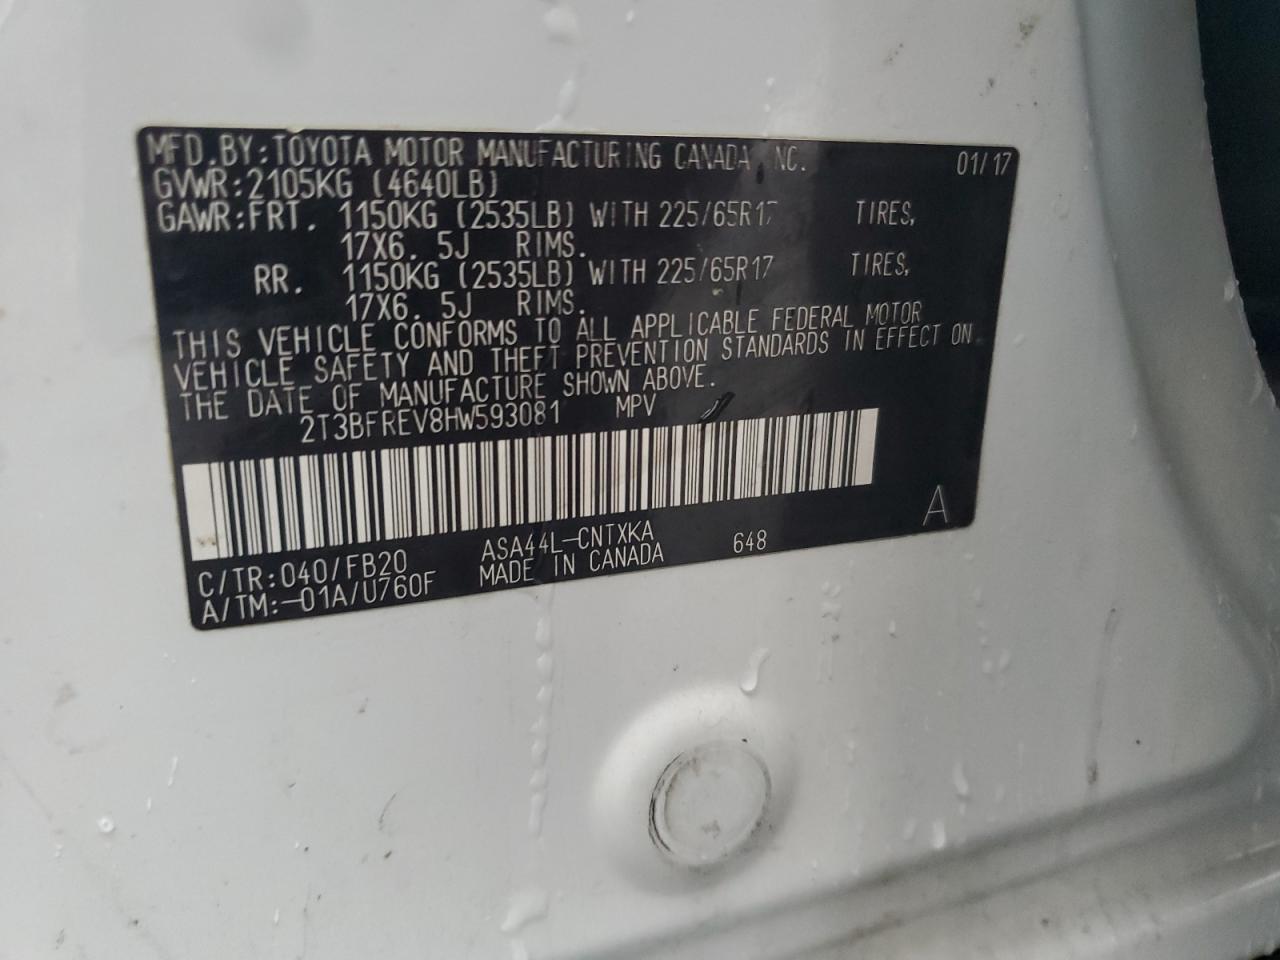 MFD.BY:TOYOTA MOTOR MANUFACTURING CANADA INC. 01/17
GVWR:2105KG (4640LB)
GAWR:FRT. 1150KG (2535LB) WITH 225/65R17 TIRES,
17X6.5J RIMS.
RR. 1150KG (2535LB) WITH 225/65R17 TIRES,
17X6.5J RIMS.
THIS VEHICLE CONFORMS TO ALL APPLICABLE FEDERAL MOTOR
VEHICLE SAFETY AND THEFT PREVENTION STANDARDS IN EFFECT ON
THE DATE OF MANUFACTURE SHOWN ABOVE.
2T3BFREV8HW593081 MPV
C/TR:040/FB20 ASA44L-CNTXKA 648 A
A/TM:-01A/U760F MADE IN CANADA